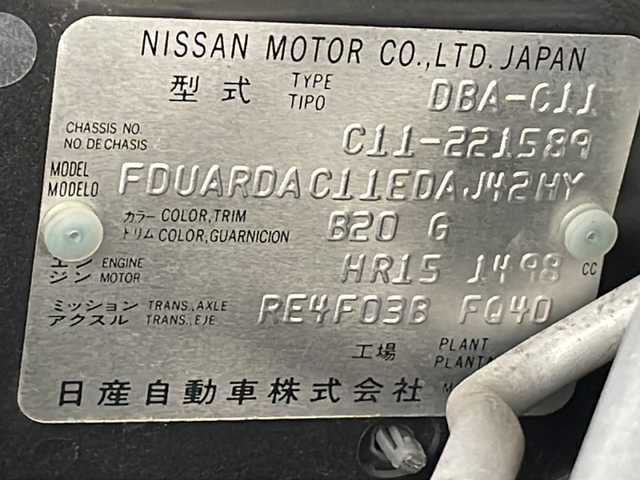 NISSAN MOTOR CO.,LTD. JAPAN
型式 TYPE TIPO DBA-C11
CHASSIS NO. NO. DE CHASIS C11-221589
MODEL MODELO FDUARDAC11EDAJ42HY
カラー COLOR,TRIM
トリム COLOR,GUARNICION B20 G
エンジン ENGINE MOTOR HR15 1498 CC
ミッション TRANS.,AXLE
アクスル TRANS.,EJE RE4F03B FQ40
工場 PLANT PLANTA
日産自動車株式会社